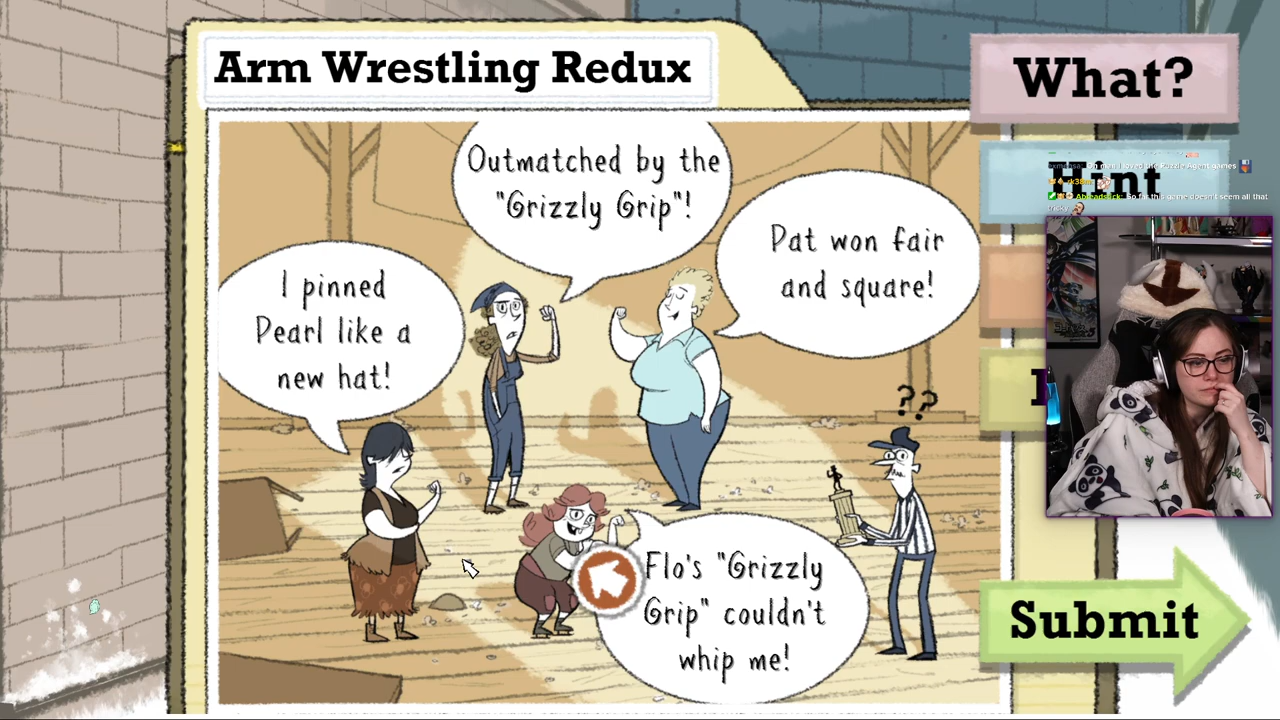 Arm Wrestling Redux
What?
Hint
Outmatched by the
"Grizzly Grip"!
Pat won fair
and square!
I pinned
Pearl like a
new hat!
??
Flo's "Grizzly
Grip" couldn't
whip me!
Submit